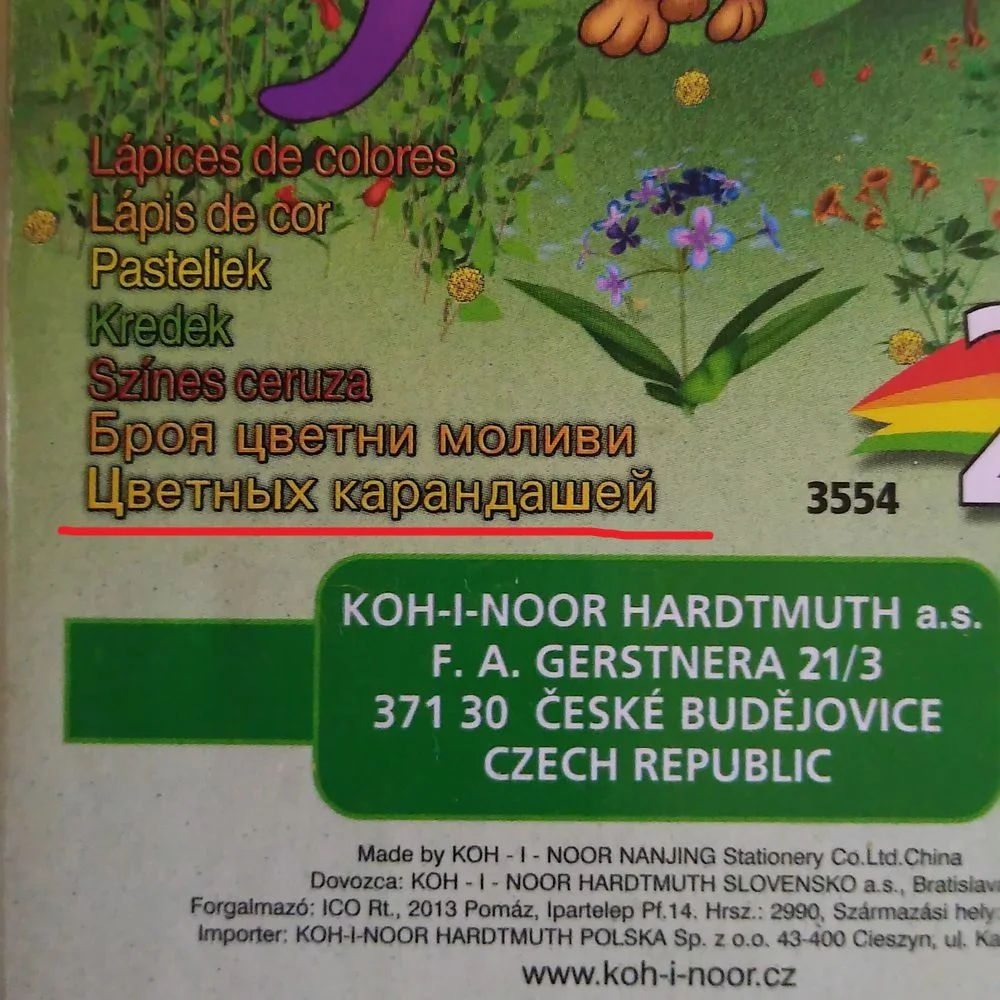 Lápices de colores
Lápis de cor
Pasteliek
Kredek
Színes ceruza
Броя цветни моливи
Цветных карандашей
3554
KOH-I-NOOR HARDTMUTH a.s.
F. A. GERSTNERA 21/3
371 30 ČESKÉ BUDĚJOVICE
CZECH REPUBLIC
Made by KOH - I - NOOR NANJING Stationery Co.Ltd.China
Dovozca: KOH - I - NOOR HARDTMUTH SLOVENSKO a.s., Bratislava
Forgalmazó: ICO Rt., 2013 Pomáz, Ipartelep Pf.14. Hrsz.: 2990, Származási hely
Importer: KOH-I-NOOR HARDTMUTH POLSKA Sp. z o.o. 43-400 Cieszyn, ul.
www.koh-i-noor.cz